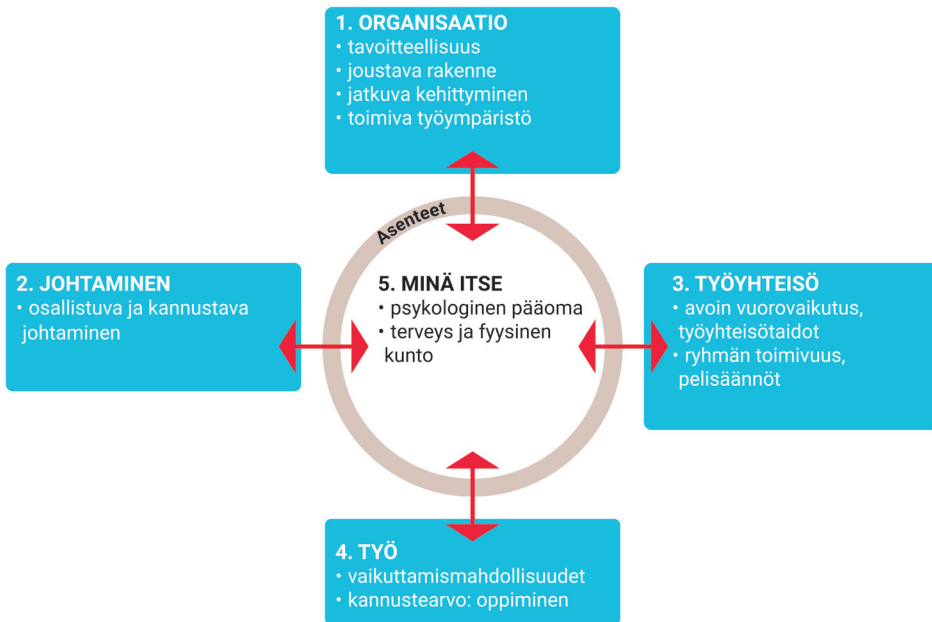 1. ORGANISAATIO
• tavoitteellisuus
• joustava rakenne
• jatkuva kehittyminen
• toimiva työympäristö
Asenteet
2. JOHTAMINEN
• osallistuva ja kannustava
johtaminen
5. MINÄ ITSE
• psykologinen pääoma
• terveys ja fyysinen
kunto
3. TYÖYHTEISÖ
• avoin vuorovaikutus,
työyhteisötaidot
• ryhmän toimivuus,
pelisäännöt
4. TYÖ
• vaikuttamismahdollisuudet
• kannustearvo: oppiminen